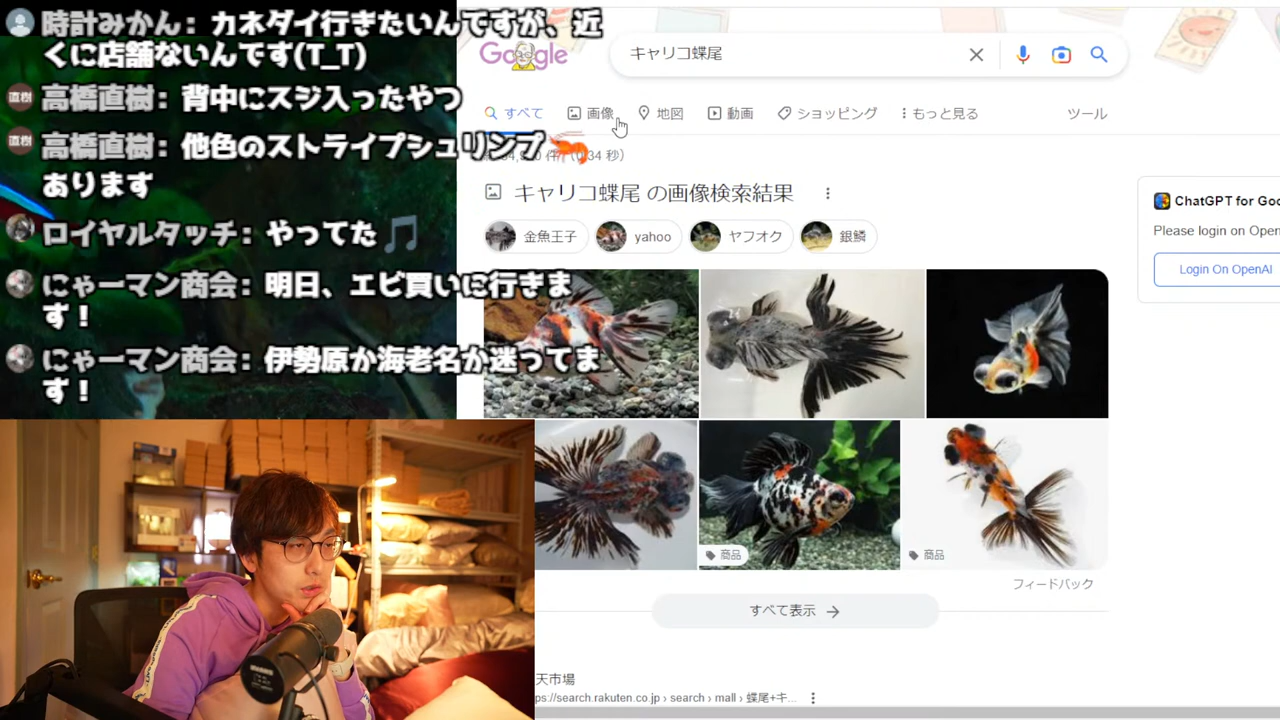 時計みかん: カネダイ行きたいんですが、近
くに店舗ないんです(T_T)
直樹 高橋直樹: 背中にスジ入ったやつ
直樹 高橋直樹: 他色のストライプシュリンプ
あります
ロイヤルタッチ: やってた
にゃーマン商会: 明日、エビ買いに行きま
す!
にゃーマン商会: 伊勢原か海老名か迷ってま
す!
Google
キャリコ蝶尾
すべて 画像 地図 動画 ショッピング もっと見る ツール
34 秒)
キャリコ蝶尾 の画像検索結果
金魚王子 yahoo ヤフオク 銀鱗
商品 商品
フィードバック
すべて表示 →
天市場
ps://search.rakuten.co.jp › search › mall › 蝶尾+キ...
ChatGPT for Goo
Please login on Open
Login On OpenAI